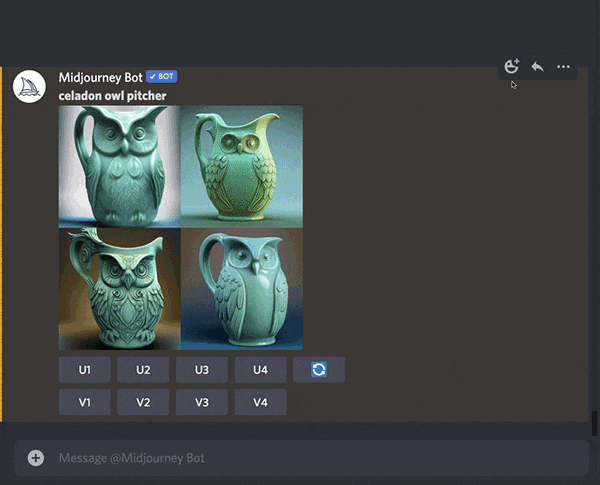 Midjourney Bot ✓ BOT
celadon owl pitcher
U1 U2 U3 U4
V1 V2 V3 V4
Message @Midjourney Bot